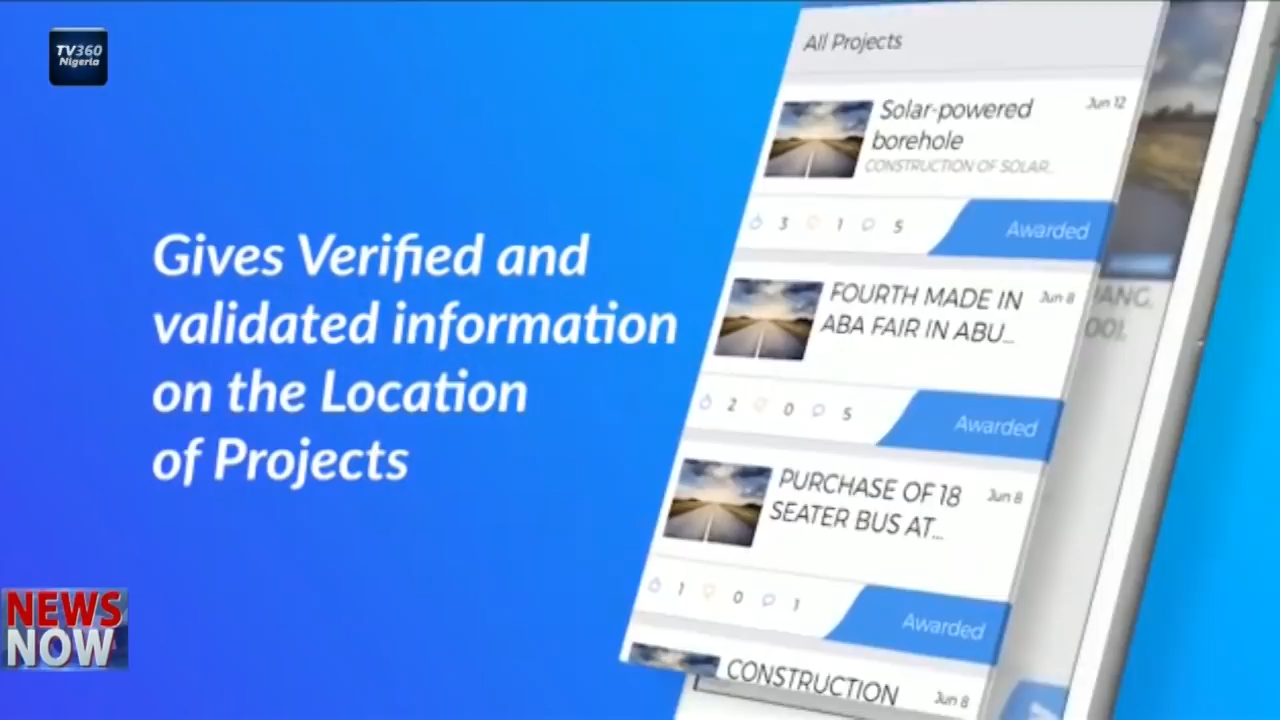 TV360
Nigeria
Gives Verified and
validated information
on the Location
of Projects
All Projects
Solar-powered
borehole
Jun 12
CONSTRUCTION OF SOLAR...
3 1 5
Awarded
FOURTH MADE IN
ABA FAIR IN ABU...
Jun 8
2 0 5
Awarded
PURCHASE OF 18
SEATER BUS AT...
Jun 8
1 0 1
Awarded
CONSTRUCTION
Jun 8
NEWS
NOW